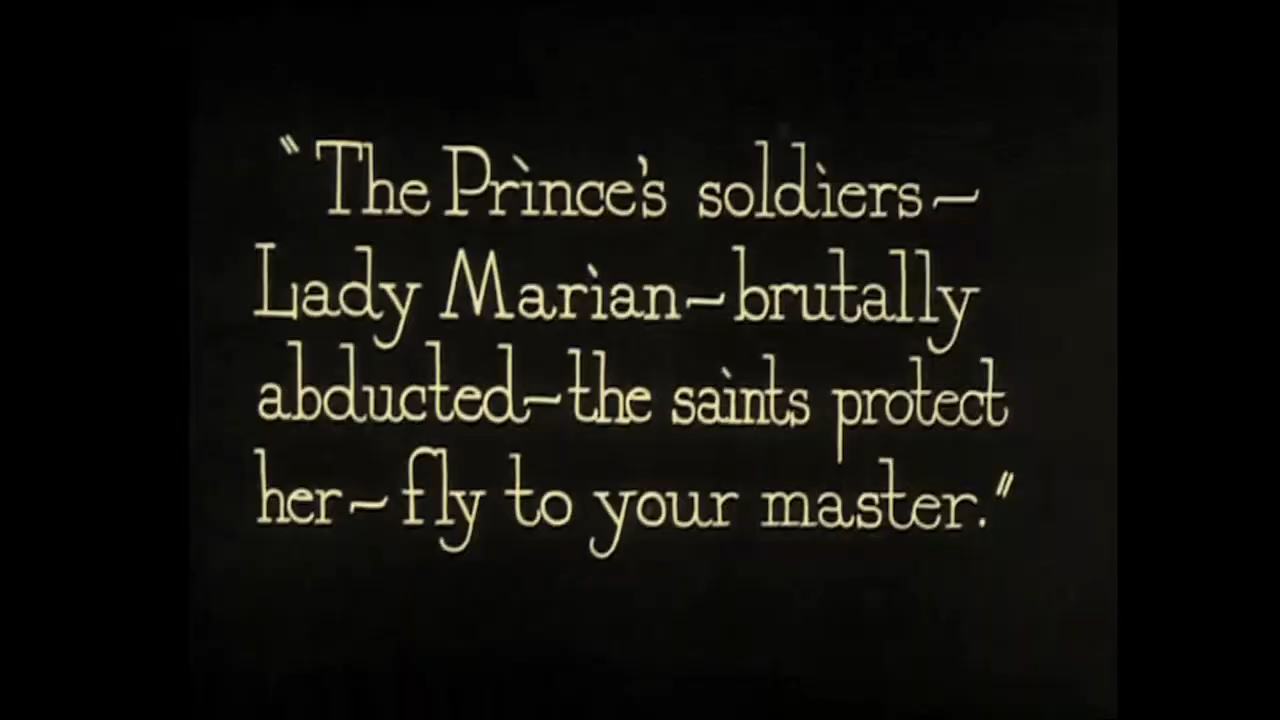 "The Prince's soldiers—
Lady Marian—brutally
abducted—the saints protect
her—fly to your master."